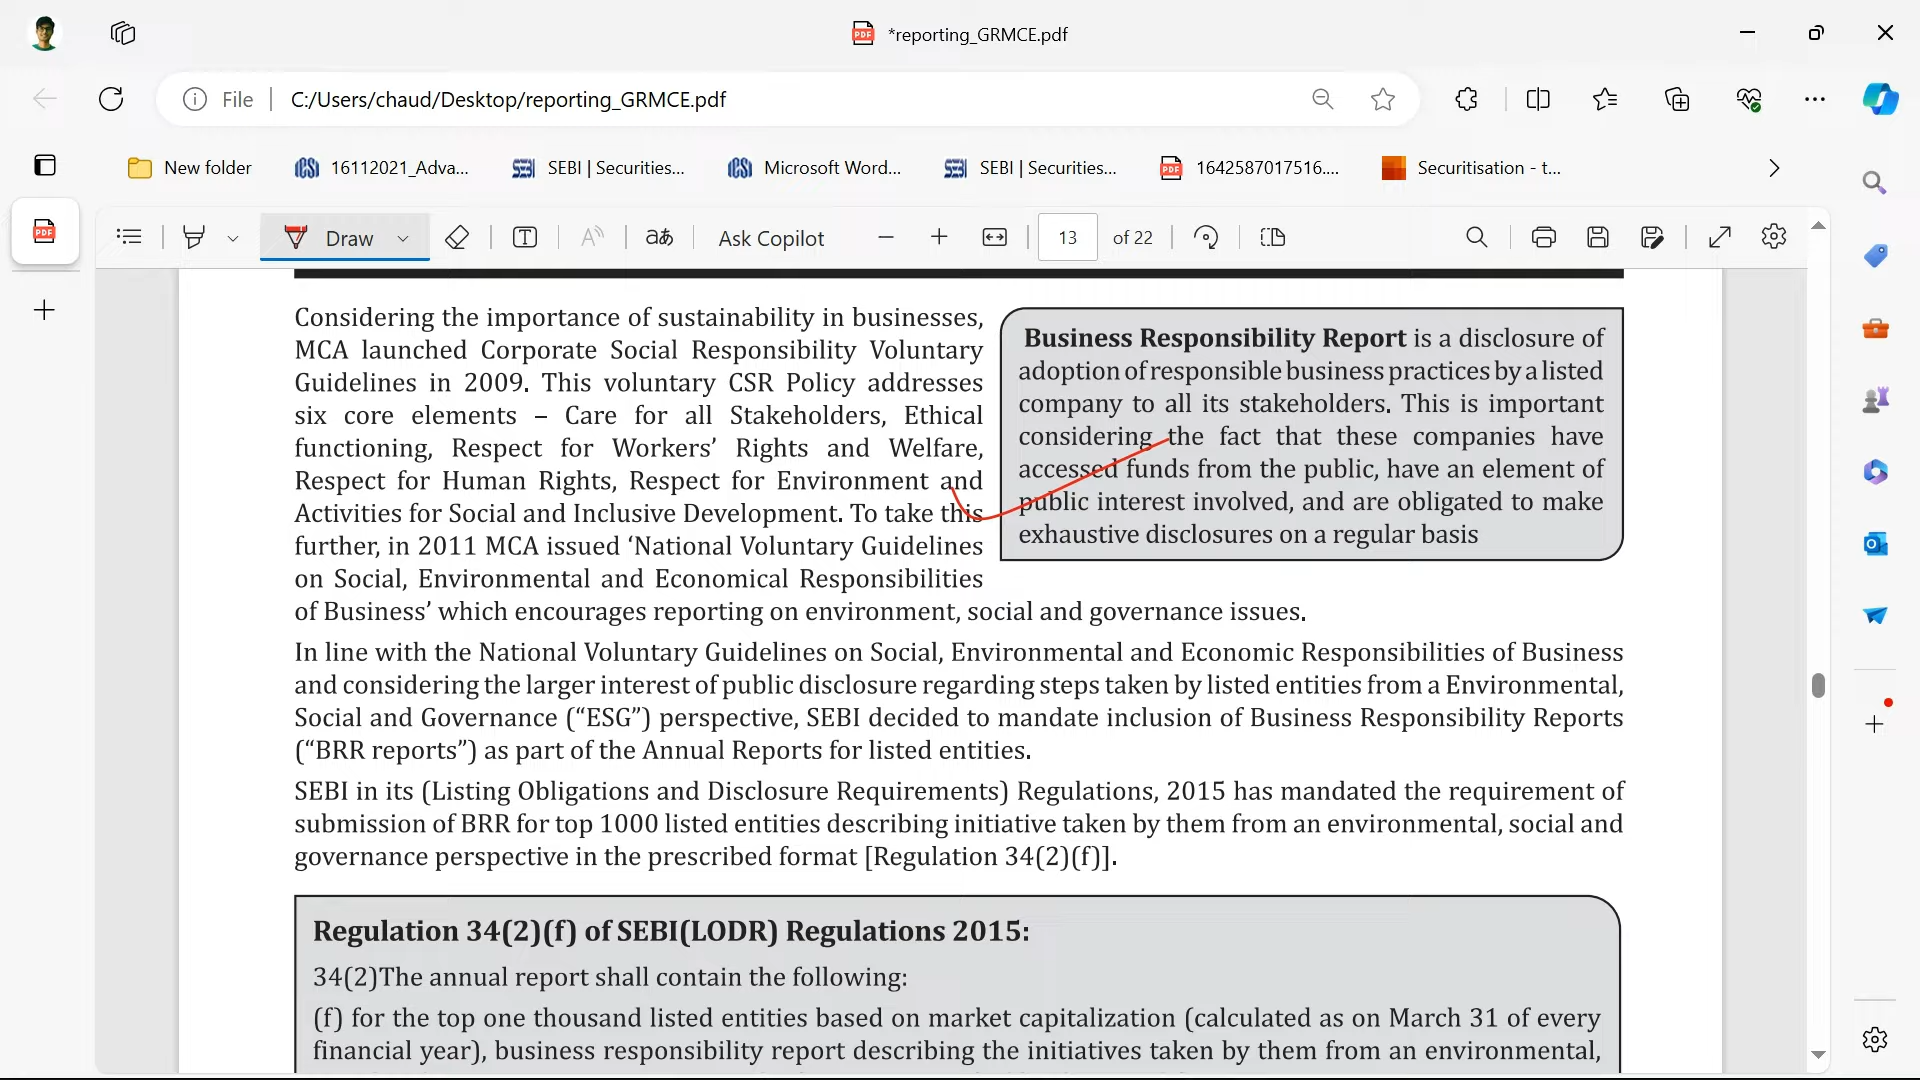 *reporting_GRMCE.pdf
File
C:/Users/chaud/Desktop/reporting_GRMCE.pdf
New folder
16112021_Adva...
SEBI | Securities...
Microsoft Word...
SEBI | Securities...
1642587017516....
Securitisation - t...
Draw
Ask Copilot
13 of 22
Considering the importance of sustainability in businesses,
MCA launched Corporate Social Responsibility Voluntary
Guidelines in 2009. This voluntary CSR Policy addresses
six core elements – Care for all Stakeholders, Ethical
functioning, Respect for Workers’ Rights and Welfare,
Respect for Human Rights, Respect for Environment and
Activities for Social and Inclusive Development. To take this
further, in 2011 MCA issued ‘National Voluntary Guidelines
on Social, Environmental and Economical Responsibilities
of Business’ which encourages reporting on environment, social and governance issues.
Business Responsibility Report is a disclosure of
adoption of responsible business practices by a listed
company to all its stakeholders. This is important
considering the fact that these companies have
accessed funds from the public, have an element of
public interest involved, and are obligated to make
exhaustive disclosures on a regular basis
In line with the National Voluntary Guidelines on Social, Environmental and Economic Responsibilities of Business
and considering the larger interest of public disclosure regarding steps taken by listed entities from a Environmental,
Social and Governance (“ESG”) perspective, SEBI decided to mandate inclusion of Business Responsibility Reports
(“BRR reports”) as part of the Annual Reports for listed entities.
SEBI in its (Listing Obligations and Disclosure Requirements) Regulations, 2015 has mandated the requirement of
submission of BRR for top 1000 listed entities describing initiative taken by them from an environmental, social and
governance perspective in the prescribed format [Regulation 34(2)(f)].
Regulation 34(2)(f) of SEBI(LODR) Regulations 2015:
34(2)The annual report shall contain the following:
(f) for the top one thousand listed entities based on market capitalization (calculated as on March 31 of every
financial year), business responsibility report describing the initiatives taken by them from an environmental,